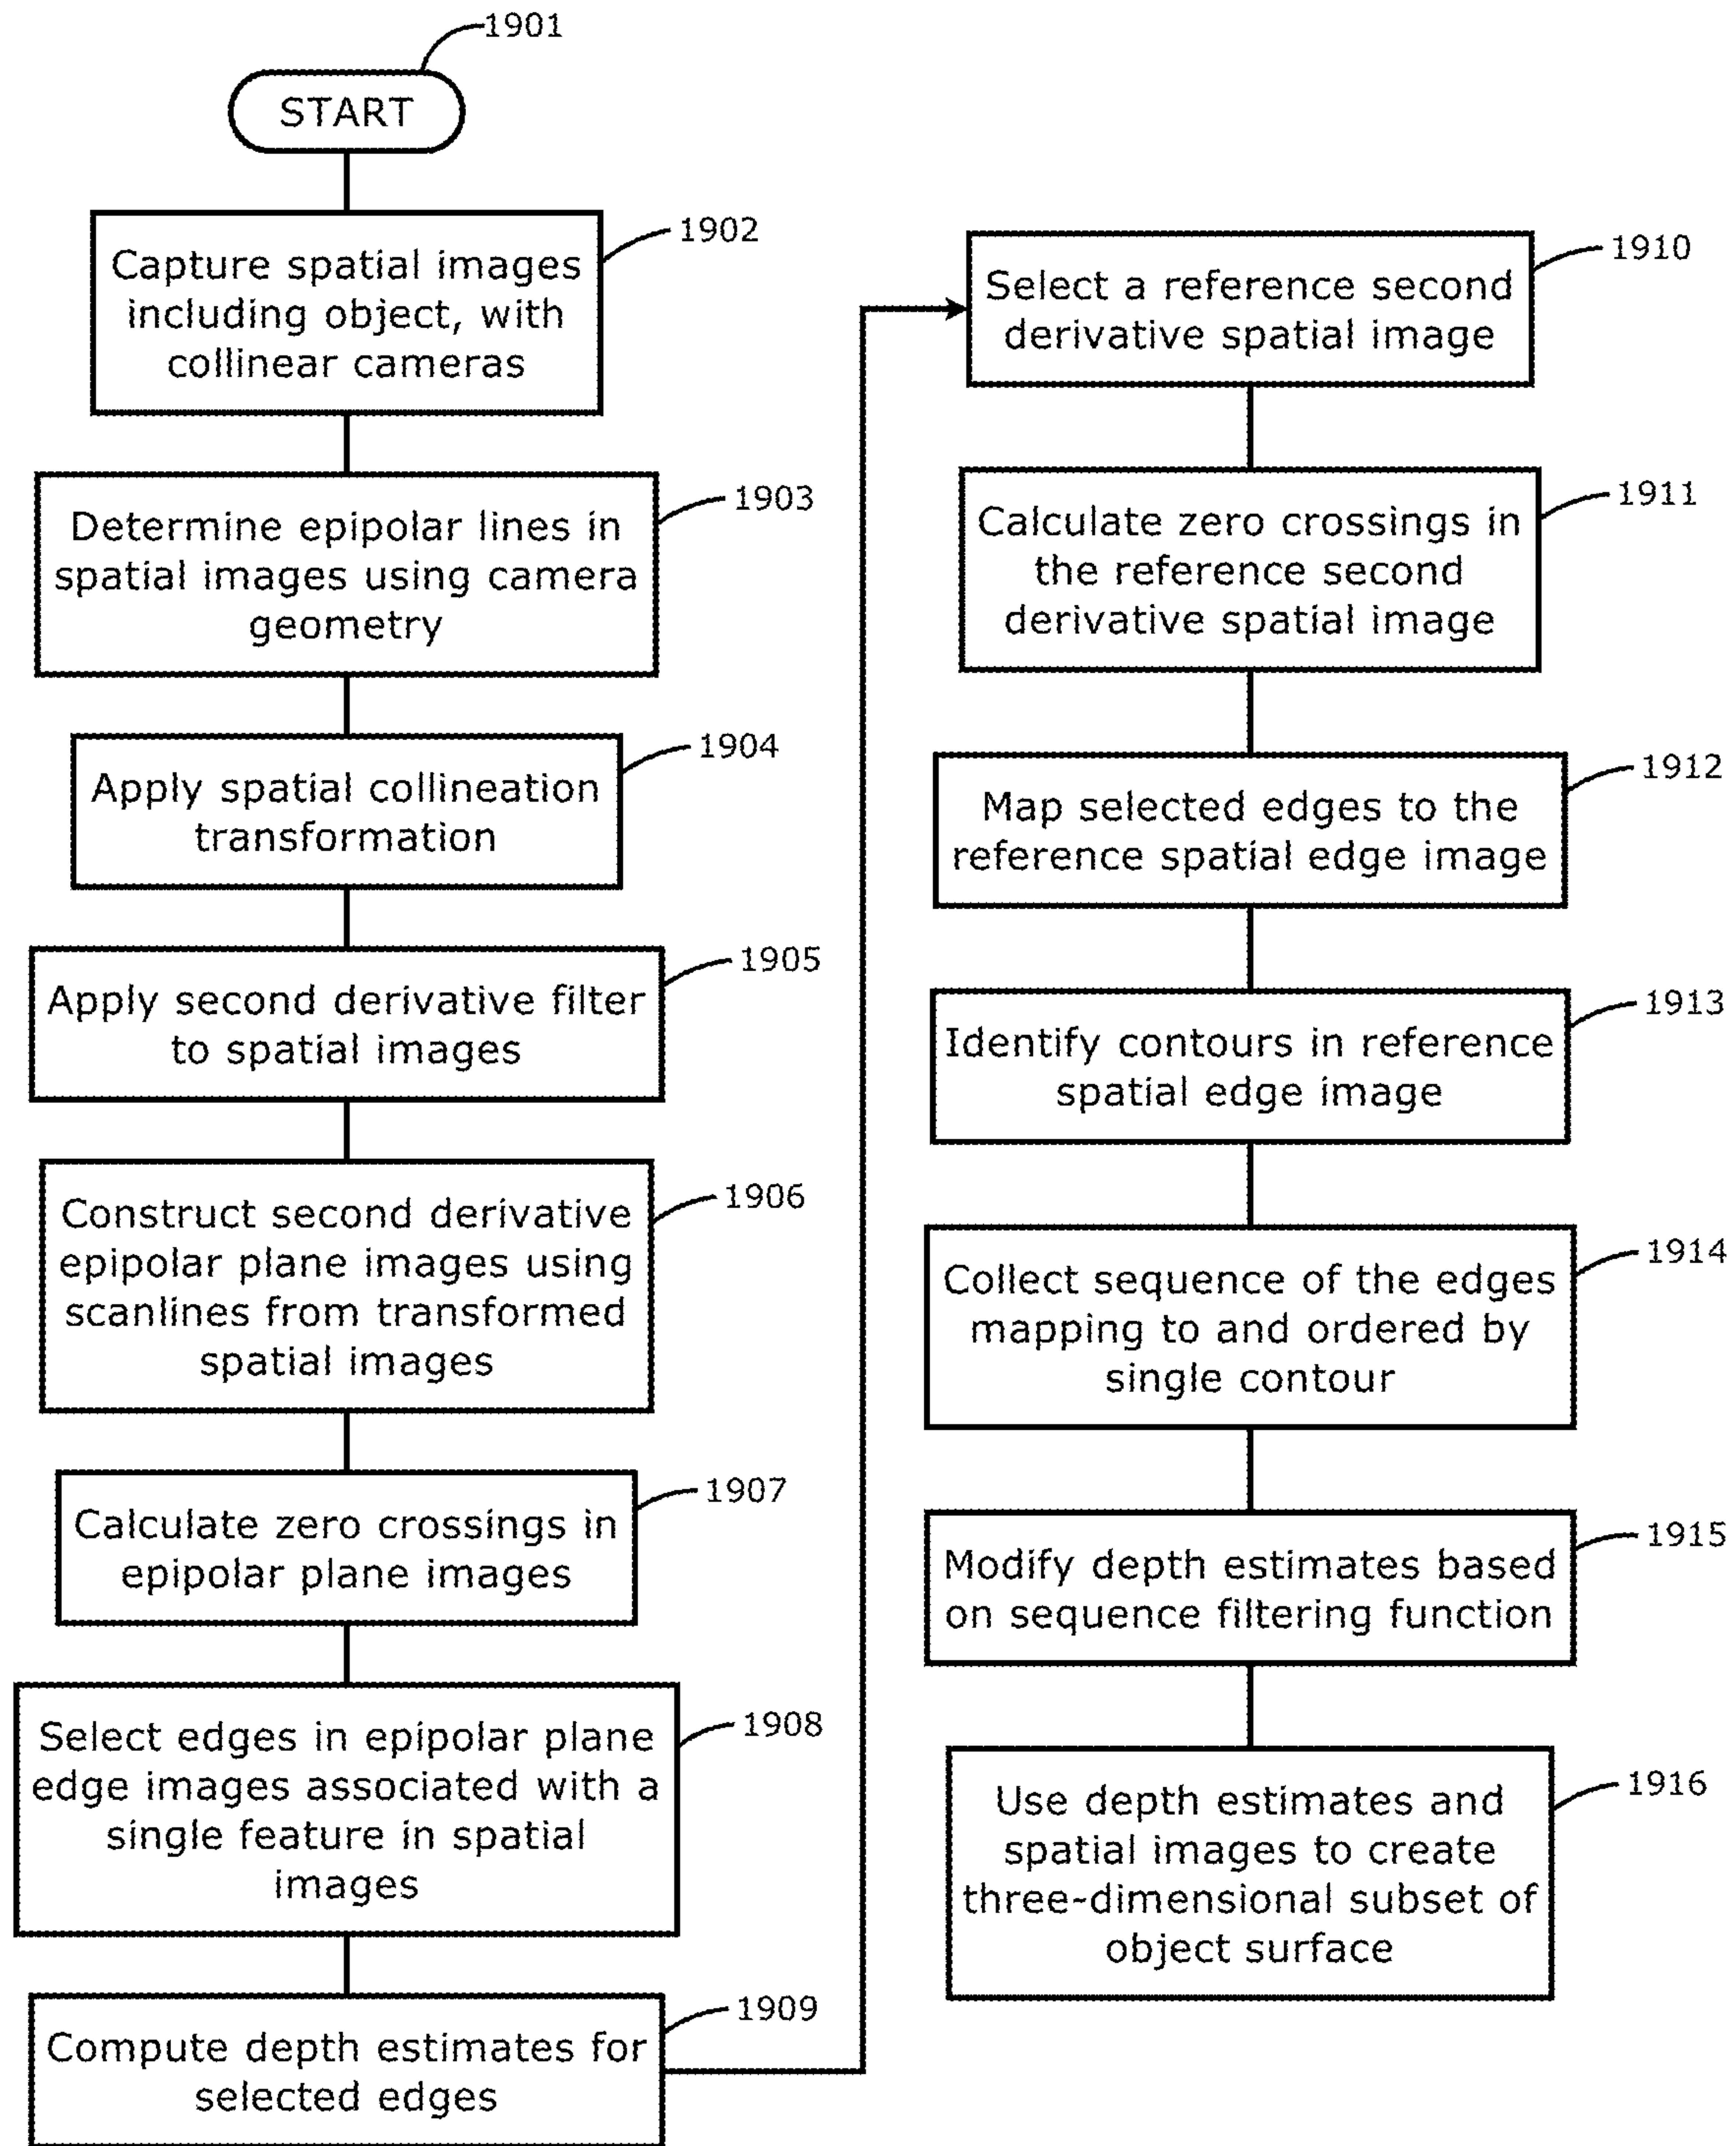 1901
START
1902
Capture spatial images
including object, with
collinear cameras
1903
Determine epipolar lines in
spatial images using camera
geometry
1904
Apply spatial collineation
transformation
1905
Apply second derivative filter
to spatial images
1906
Construct second derivative
epipolar plane images using
scanlines from transformed
spatial images
1907
Calculate zero crossings in
epipolar plane images
1908
Select edges in epipolar plane
edge images associated with a
single feature in spatial
images
1909
Compute depth estimates for
selected edges
1910
Select a reference second
derivative spatial image
1911
Calculate zero crossings in
the reference second
derivative spatial image
1912
Map selected edges to the
reference spatial edge image
1913
Identify contours in reference
spatial edge image
1914
Collect sequence of the edges
mapping to and ordered by
single contour
1915
Modify depth estimates based
on sequence filtering function
1916
Use depth estimates and
spatial images to create
three-dimensional subset of
object surface